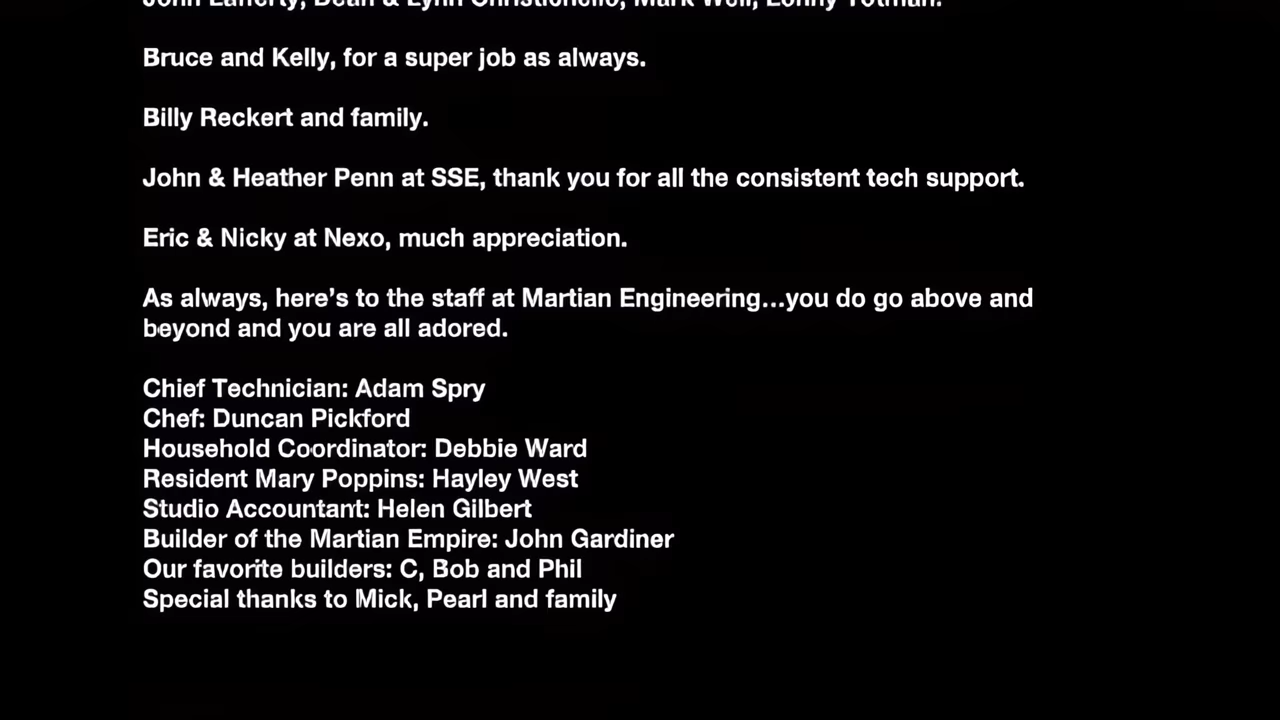 John Lafferty, Dean & Lynn Mark Well, Lonny Totman.
Bruce and Kelly, for a super job as always.
Billy Reckert and family.
John & Heather Penn at SSE, thank you for all the consistent tech support.
Eric & Nicky at Nexo, much appreciation.
As always, here’s to the staff at Martian Engineering...you do go above and
beyond and you are all adored.
Chief Technician: Adam Spry
Chef: Duncan Pickford
Household Coordinator: Debbie Ward
Resident Mary Poppins: Hayley West
Studio Accountant: Helen Gilbert
Builder of the Martian Empire: John Gardiner
Our favorite builders: C, Bob and Phil
Special thanks to Mick, Pearl and family